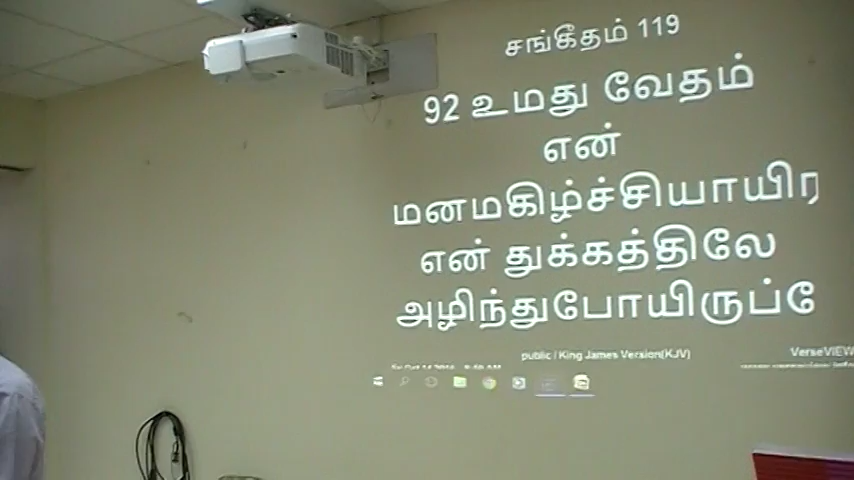 சங்கீதம் 119
92 உமது வேதம்
என்
மனமகிழ்ச்சியாயிர
என் துக்கத்திலே
அழிந்துபோயிருப்பே
public / King James Version(KJV)
VerseVIEW